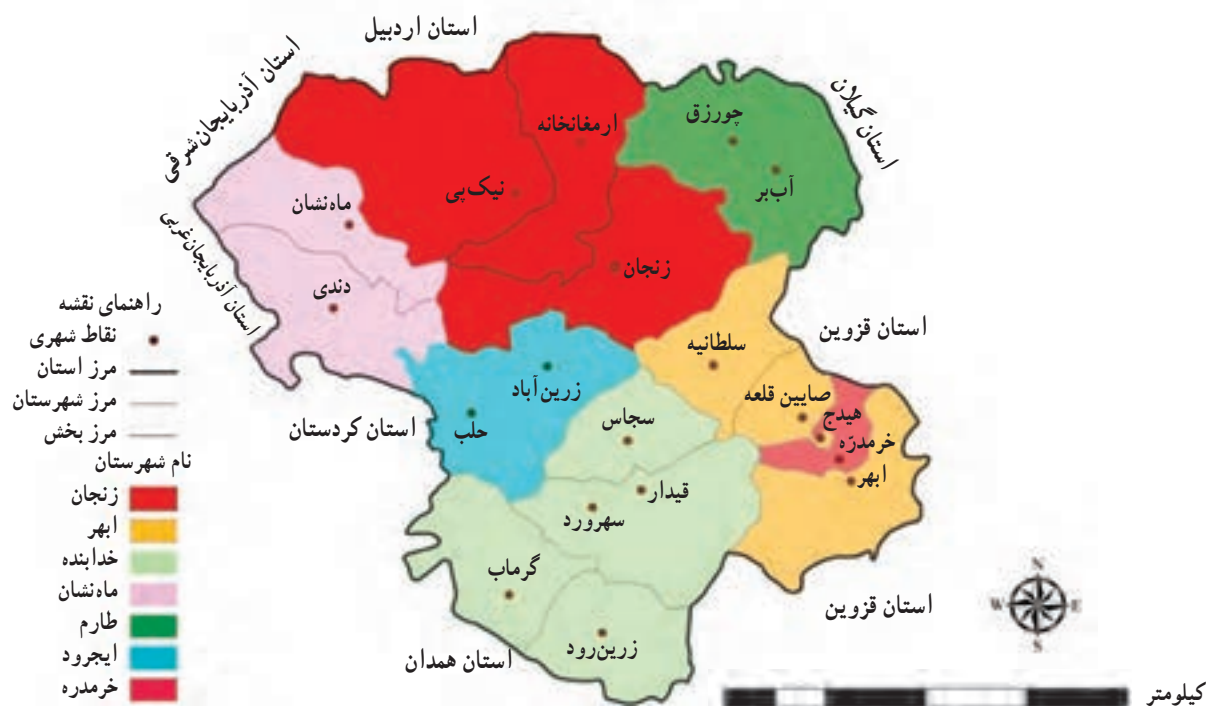 استان اردبیل
استان آذربایجان شرقی
استان گیلان
چورزق
ارمغانخانه
آب‌بر
نیک‌پی
ماه‌نشان
استان آذربایجان غربی
زنجان
دندی
استان قزوین
سلطانیه
زرین‌آباد
صایین قلعه
هیدج
حلب
سجاس
خرمدرّه
استان کردستان
ابهر
قیدار
سهرورد
گرماب
استان قزوین
زرین‌رود
استان همدان
راهنمای نقشه
نقاط شهری
مرز استان
مرز شهرستان
مرز بخش
نام شهرستان
زنجان
ابهر
خدابنده
ماه‌نشان
طارم
ایجرود
خرمدره
N
W E
S
کیلومتر